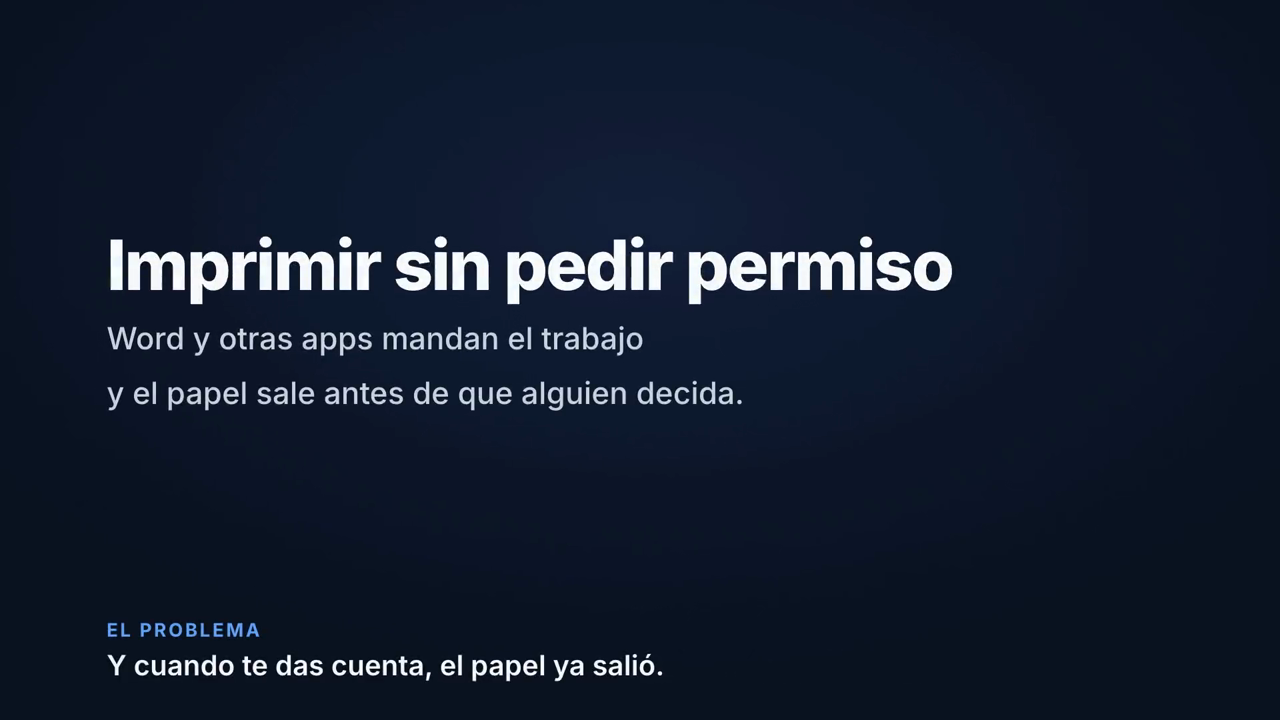 Imprimir sin pedir permiso
Word y otras apps mandan el trabajo
y el papel sale antes de que alguien decida.
EL PROBLEMA
Y cuando te das cuenta, el papel ya salió.